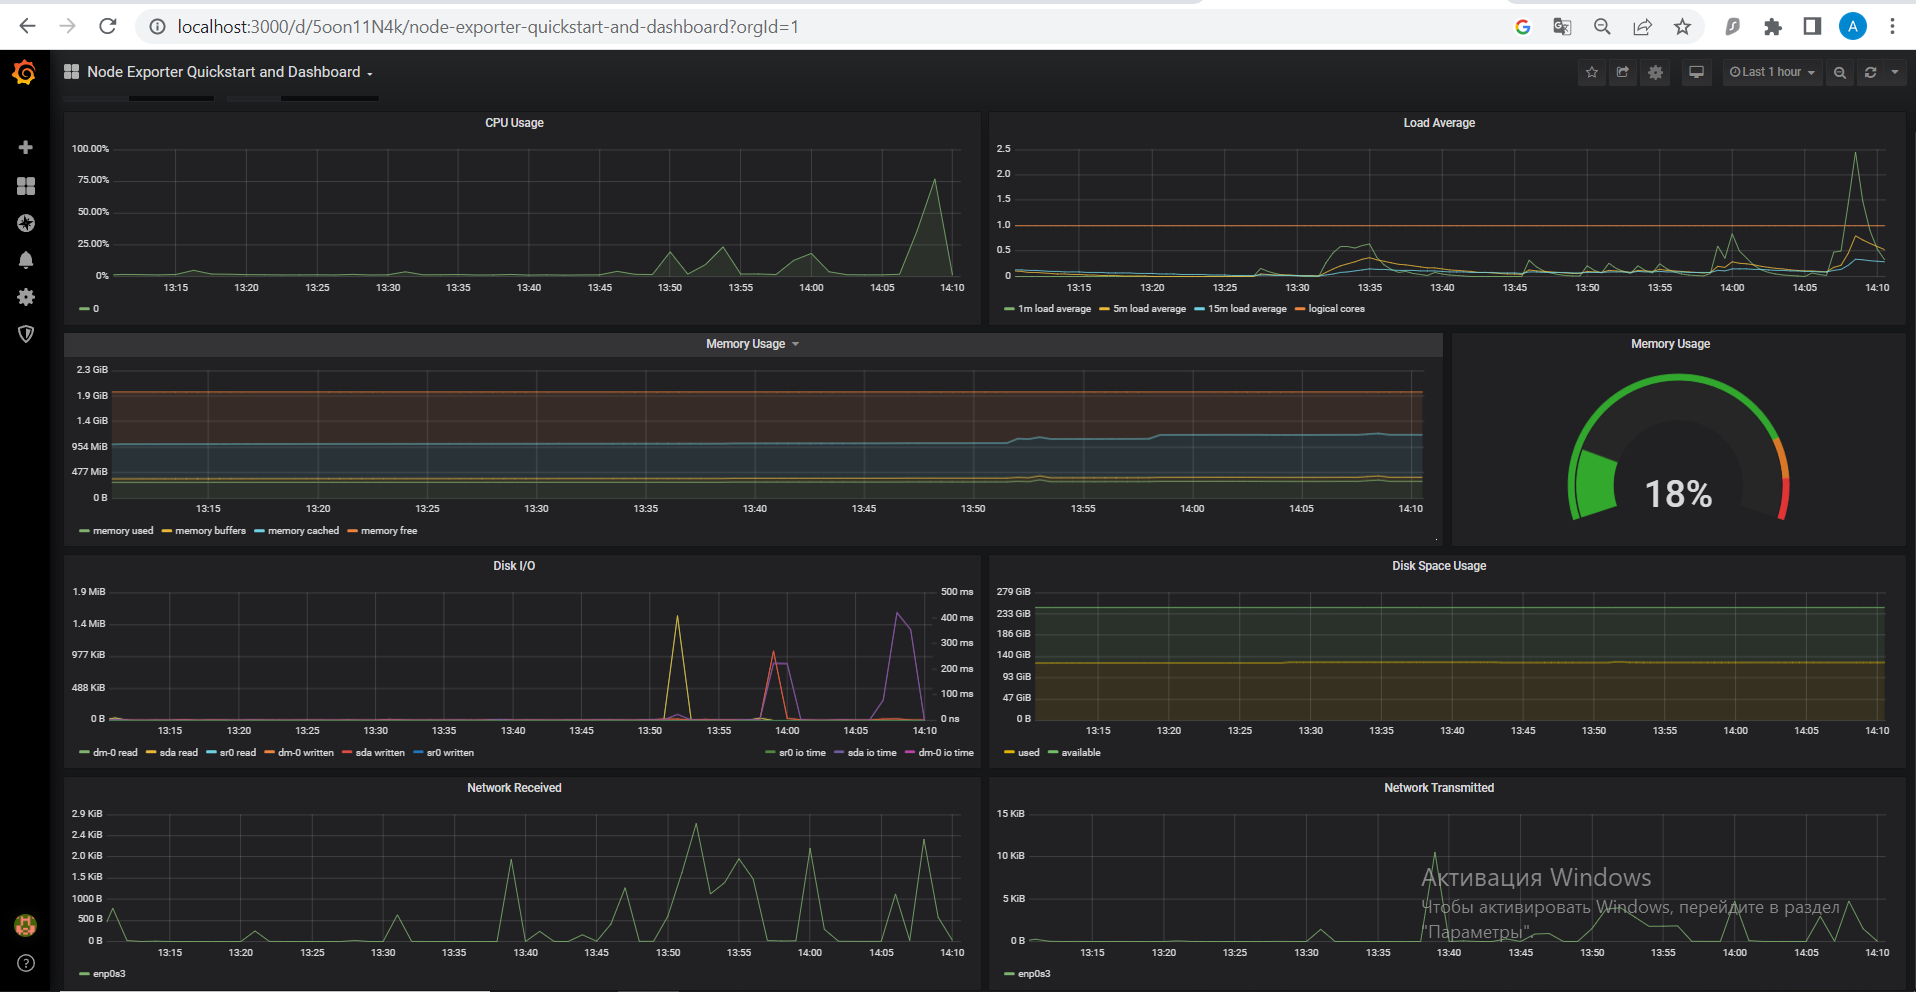 localhost:3000/d/5oon11N4k/node-exporter-quickstart-and-dashboard?orgId=1
A
Node Exporter Quickstart and Dashboard
Last 1 hour
CPU Usage
100.00%
75.00%
50.00%
25.00%
0%
13:15 13:20 13:25 13:30 13:35 13:40 13:45 13:50 13:55 14:00 14:05 14:10
0
Load Average
2.5
2.0
1.5
1.0
0.5
0
13:15 13:20 13:25 13:30 13:35 13:40 13:45 13:50 13:55 14:00 14:05 14:10
1m load average 5m load average 15m load average logical cores
Memory Usage
2.3 GiB
1.9 GiB
1.4 GiB
954 MiB
477 MiB
0 B
13:15 13:20 13:25 13:30 13:35 13:40 13:45 13:50 13:55 14:00 14:05 14:10
memory used memory buffers memory cached memory free
Memory Usage
18%
Disk I/O
1.9 MiB
1.4 MiB
977 KiB
488 KiB
0 B
500 ms
400 ms
300 ms
200 ms
100 ms
0 ns
13:15 13:20 13:25 13:30 13:35 13:40 13:45 13:50 13:55 14:00 14:05 14:10
dm-0 read sda read sr0 read dm-0 written sda written sr0 written sr0 io time sda io time dm-0 io time
Disk Space Usage
279 GiB
233 GiB
186 GiB
140 GiB
93 GiB
47 GiB
0 B
13:15 13:20 13:25 13:30 13:35 13:40 13:45 13:50 13:55 14:00 14:05 14:10
used available
Network Received
2.9 KiB
2.4 KiB
2.0 KiB
1.5 KiB
1000 B
500 B
0 B
13:15 13:20 13:25 13:30 13:35 13:40 13:45 13:50 13:55 14:00 14:05 14:10
enp0s3
Network Transmitted
15 KiB
10 KiB
5 KiB
0 B
13:15 13:20 13:25 13:30 13:35 13:40 13:45 13:50 13:55 14:00 14:05 14:10
enp0s3
Активация Windows
Чтобы активировать Windows, перейдите в раздел
"Параметры".